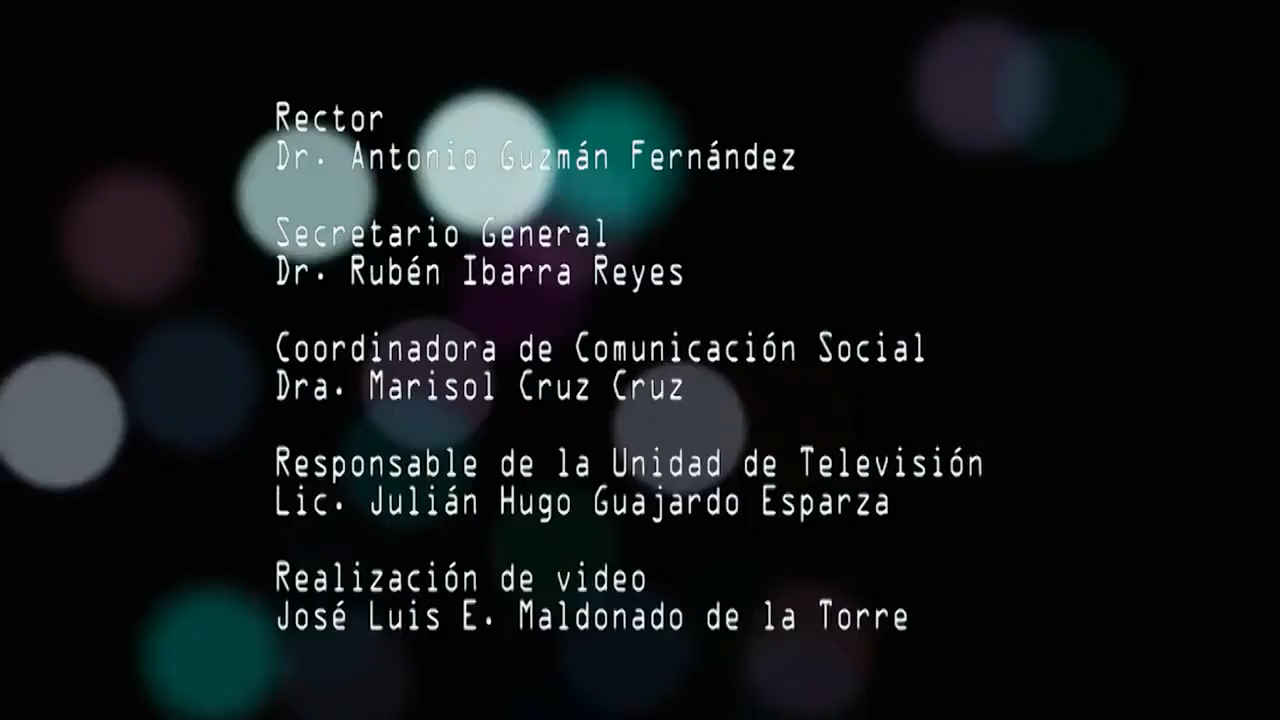 Rector
Dr. Antonio Guzmán Fernández
Secretario General
Dr. Rubén Ibarra Reyes
Coordinadora de Comunicación Social
Dra. Marisol Cruz Cruz
Responsable de la Unidad de Televisión
Lic. Julián Hugo Guajardo Esparza
Realización de video
José Luis E. Maldonado de la Torre